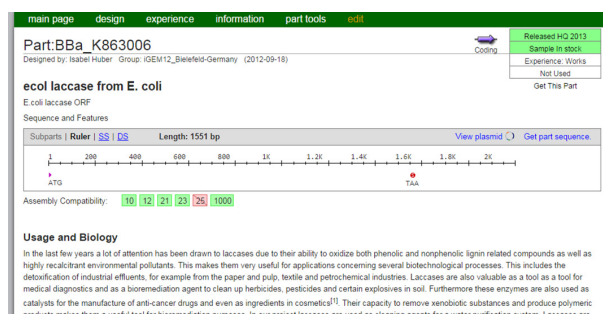 main page design experience information part tools edit
Part:BBa_K863006
Coding
Released HQ 2013
Sample In stock
Experience: Works
Not Used
Get This Part
Designed by: Isabel Huber Group: iGEM12_Bielefeld-Germany (2012-09-18)
ecol laccase from E. coli
E.coli laccase ORF
Sequence and Features
Subparts | Ruler | SS | DS Length: 1551 bp View plasmid Get part sequence.
1 200 400 600 800 1K 1.2K 1.4K 1.6K 1.8K 2K
ATG TAA
Assembly Compatibility: 10 12 21 23 25 1000
Usage and Biology
In the last few years a lot of attention has been drawn to laccases due to their ability to oxidize both phenolic and nonphenolic lignin related compounds as well as
highly recalcitrant environmental pollutants. This makes them very useful for applications concerning several biotechnological processes. This includes the
detoxification of industrial effluents, for example from the paper and pulp, textile and petrochemical industries. Laccases are also valuable as a tool as a tool for
medical diagnostics and as a bioremediation agent to clean up herbicides, pesticides and certain explosives in soil. Furthermore these enzymes are also used as
catalysts for the manufacture of anti-cancer drugs and even as ingredients in cosmetics[1]. Their capacity to remove xenobiotic substances and produce polymeric